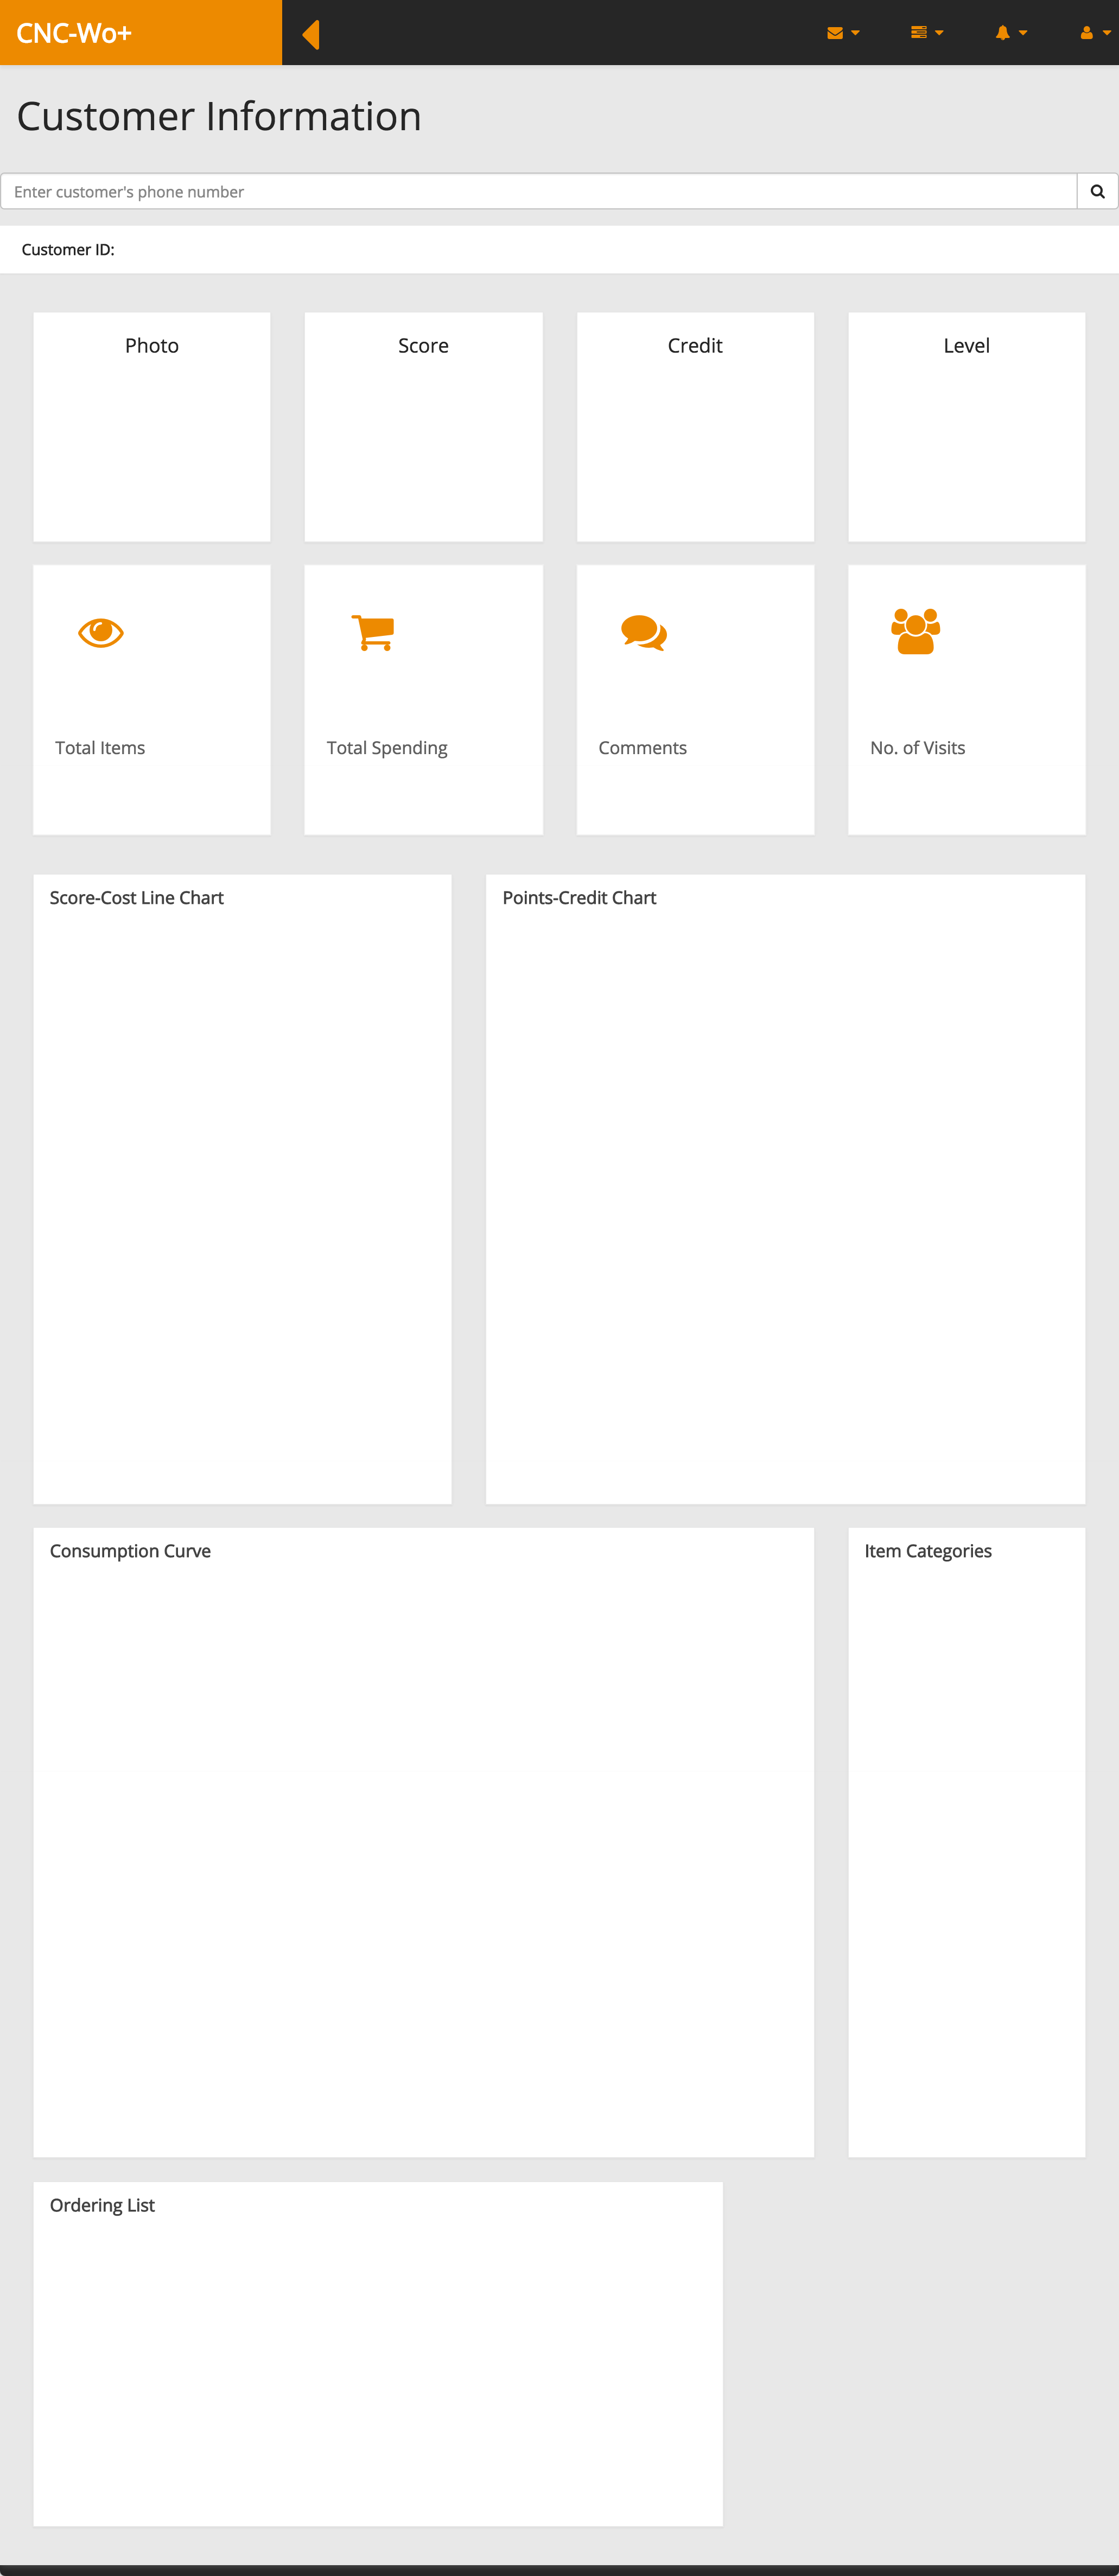 CNC-Wo+
Customer Information
Enter customer's phone number
Customer ID:
Photo
Score
Credit
Level
Total Items
Total Spending
Comments
No. of Visits
Score-Cost Line Chart
Points-Credit Chart
Consumption Curve
Item Categories
Ordering List